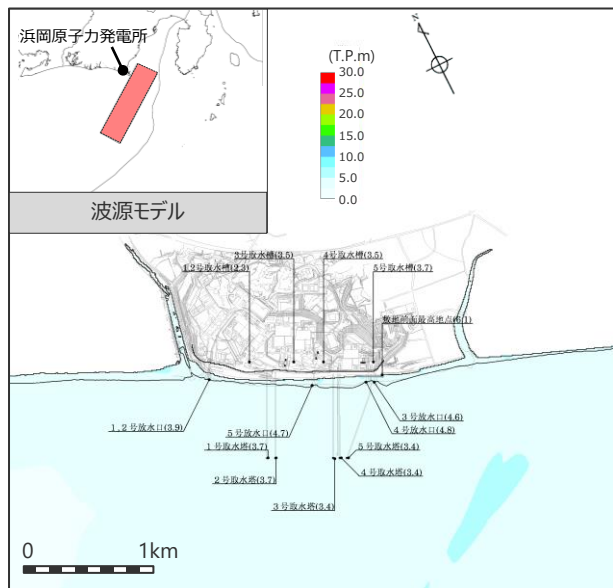 浜岡原子力発電所
波源モデル
(T.P.m)
30.0
25.0
20.0
15.0
10.0
5.0
0.0
N
3号取水槽(3.5)
4号取水槽(3.5)
1,2号取水槽(2.3)
5号取水槽(3.7)
3号放水口(4.6)
1,2号放水口(3.9)
5号放水口(4.7)
4号放水口(4.8)
1号取水塔(3.7)
5号取水塔(3.4)
2号取水塔(3.7)
4号取水塔(3.4)
3号取水塔(3.4)
0 1km